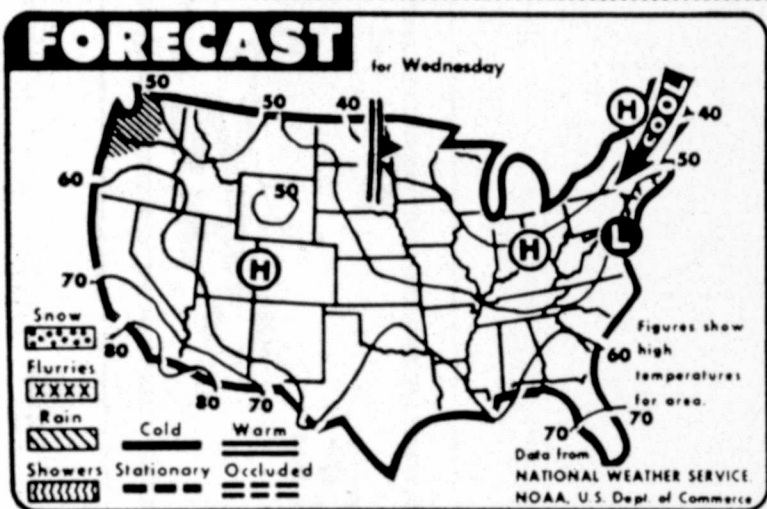 FORECAST
for Wednesday
50
50
40
H
COOL
40
50
60
50
H
H
L
70
80
80
70
60
70
70
Figures show
high
temperatures
for area.
Snow
Flurries
Rain
Showers
Cold
Warm
Stationary
Occluded
Data from
NATIONAL WEATHER SERVICE,
NOAA, U.S. Dept. of Commerce